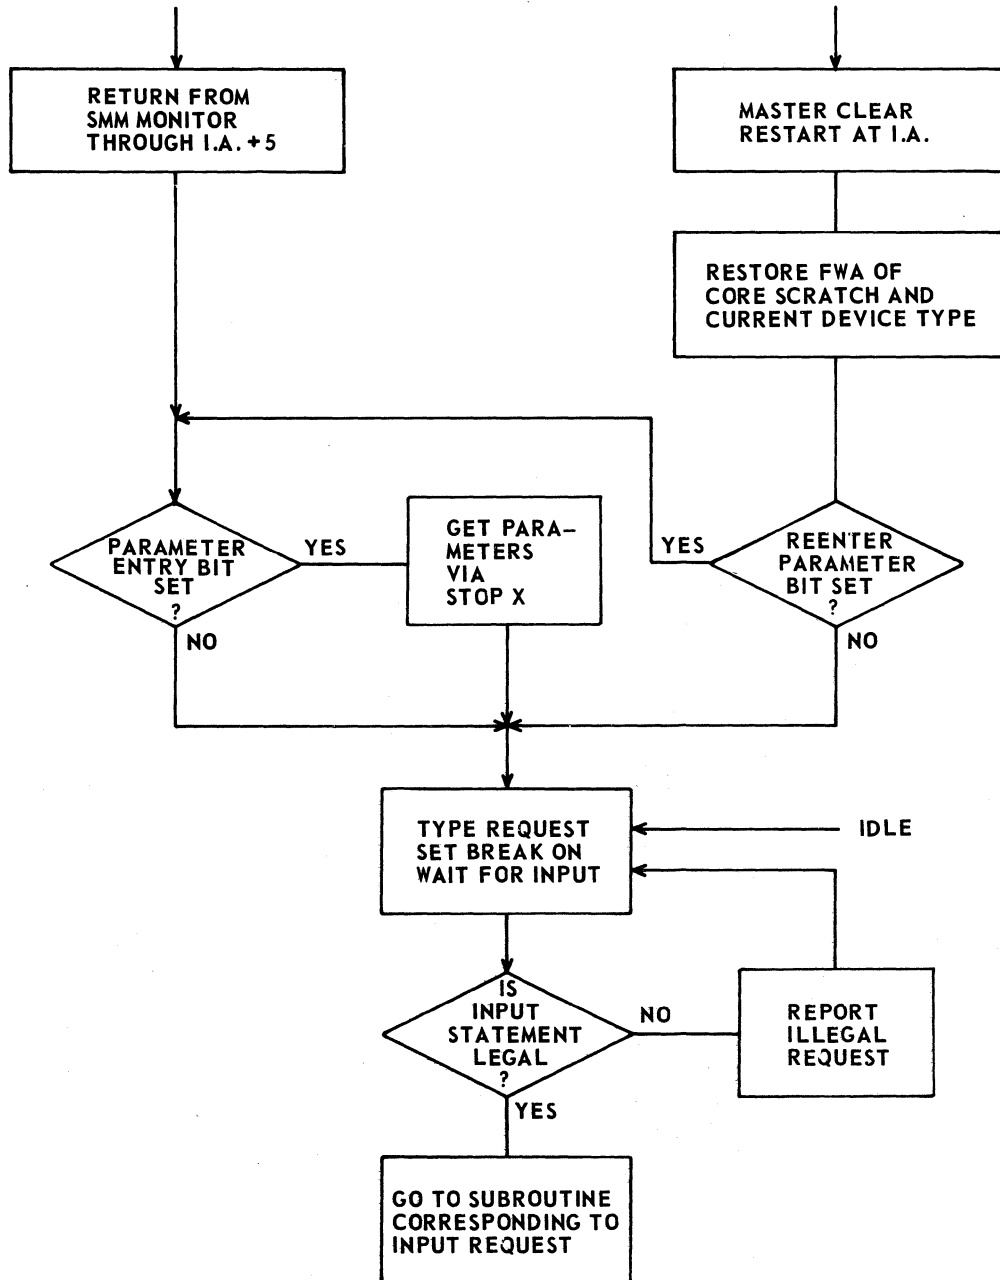 RETURN FROM
SMM MONITOR
THROUGH I.A. +5
MASTER CLEAR
RESTART AT I.A.
RESTORE FWA OF
CORE SCRATCH AND
CURRENT DEVICE TYPE
PARAMETER
ENTRY BIT
SET
?
YES
NO
GET PARA-
METERS
VIA
STOP X
YES
REENTER
PARAMETER
BIT SET
?
NO
TYPE REQUEST
SET BREAK ON
WAIT FOR INPUT
IDLE
IS
INPUT
STATEMENT
LEGAL
?
NO
YES
REPORT
ILLEGAL
REQUEST
GO TO SUBROUTINE
CORRESPONDING TO
INPUT REQUEST